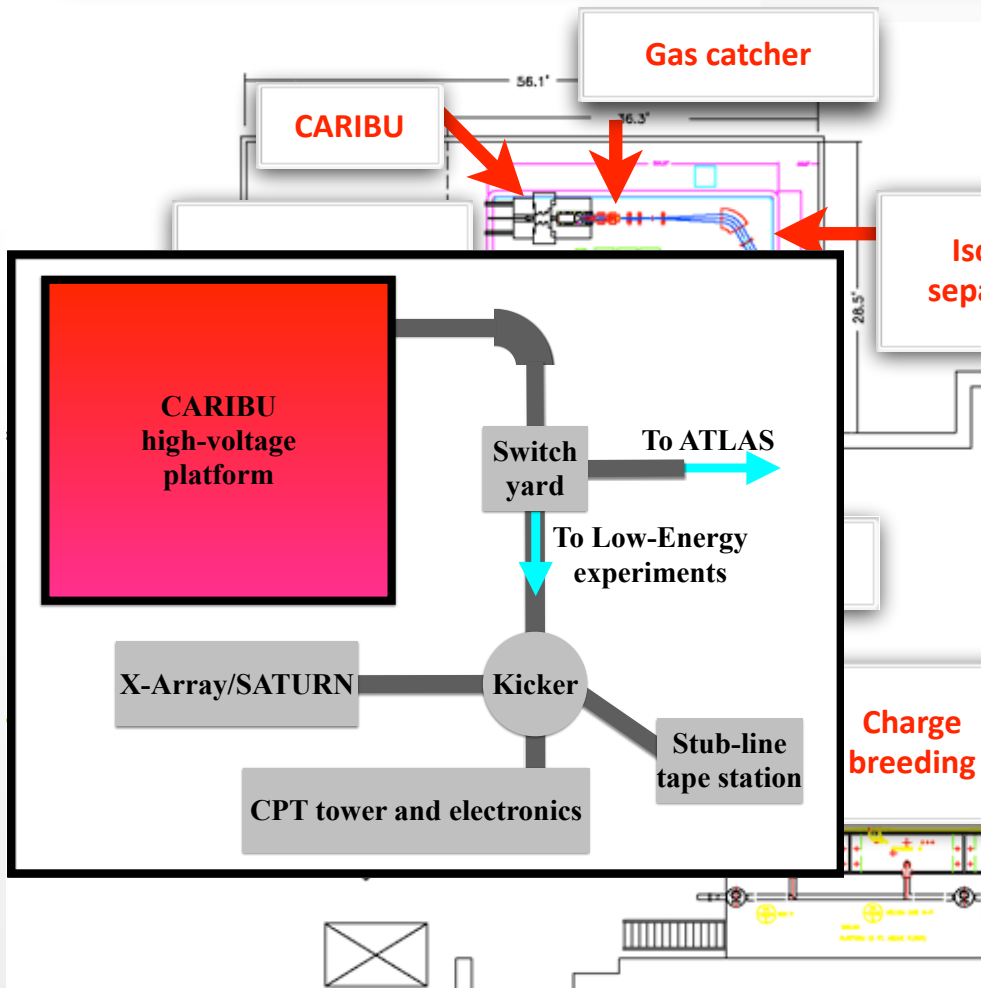 Gas catcher
56.1'
CARIBU
36.3'
Iso
sepa
28.5'
CARIBU
high-voltage
platform
Switch
yard
To ATLAS
To Low-Energy
experiments
X-Array/SATURN
Kicker
Stub-line
tape station
CPT tower and electronics
Charge
breeding